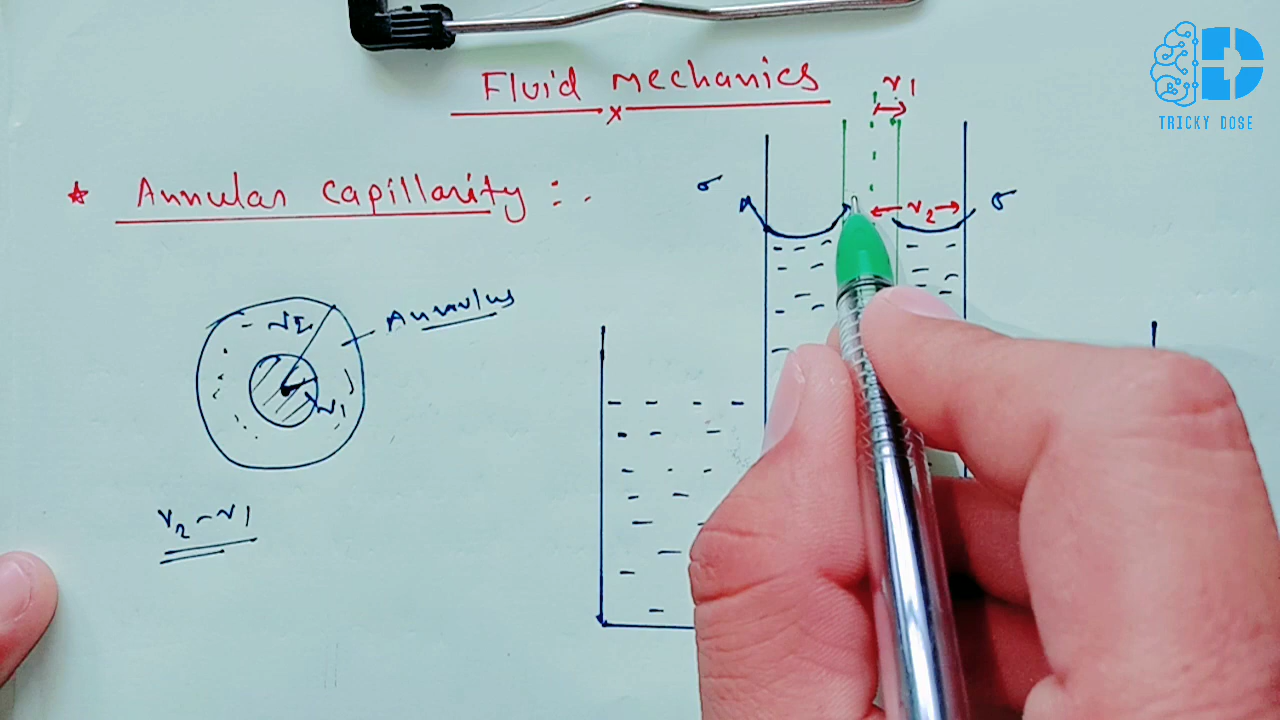 Fluid mechanics
x
r1
TRICKY DOSE
* Annular capillarity :-
σ
r2
σ
r2
Annulus
r1
r2-r1